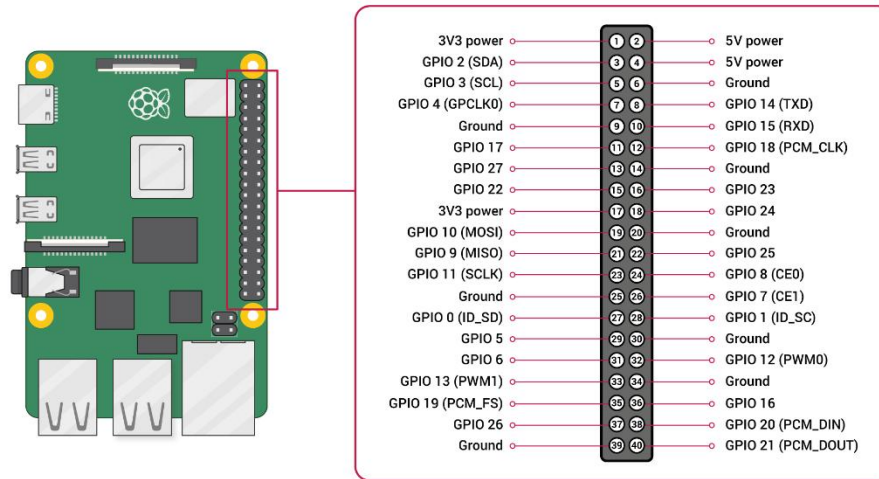 3V3 power 1 2 5V power
GPIO 2 (SDA) 3 4 5V power
GPIO 3 (SCL) 5 6 Ground
GPIO 4 (GPCLK0) 7 8 GPIO 14 (TXD)
Ground 9 10 GPIO 15 (RXD)
GPIO 17 11 12 GPIO 18 (PCM_CLK)
GPIO 27 13 14 Ground
GPIO 22 15 16 GPIO 23
3V3 power 17 18 GPIO 24
GPIO 10 (MOSI) 19 20 Ground
GPIO 9 (MISO) 21 22 GPIO 25
GPIO 11 (SCLK) 23 24 GPIO 8 (CE0)
Ground 25 26 GPIO 7 (CE1)
GPIO 0 (ID_SD) 27 28 GPIO 1 (ID_SC)
GPIO 5 29 30 Ground
GPIO 6 31 32 GPIO 12 (PWM0)
GPIO 13 (PWM1) 33 34 Ground
GPIO 19 (PCM_FS) 35 36 GPIO 16
GPIO 26 37 38 GPIO 20 (PCM_DIN)
Ground 39 40 GPIO 21 (PCM_DOUT)